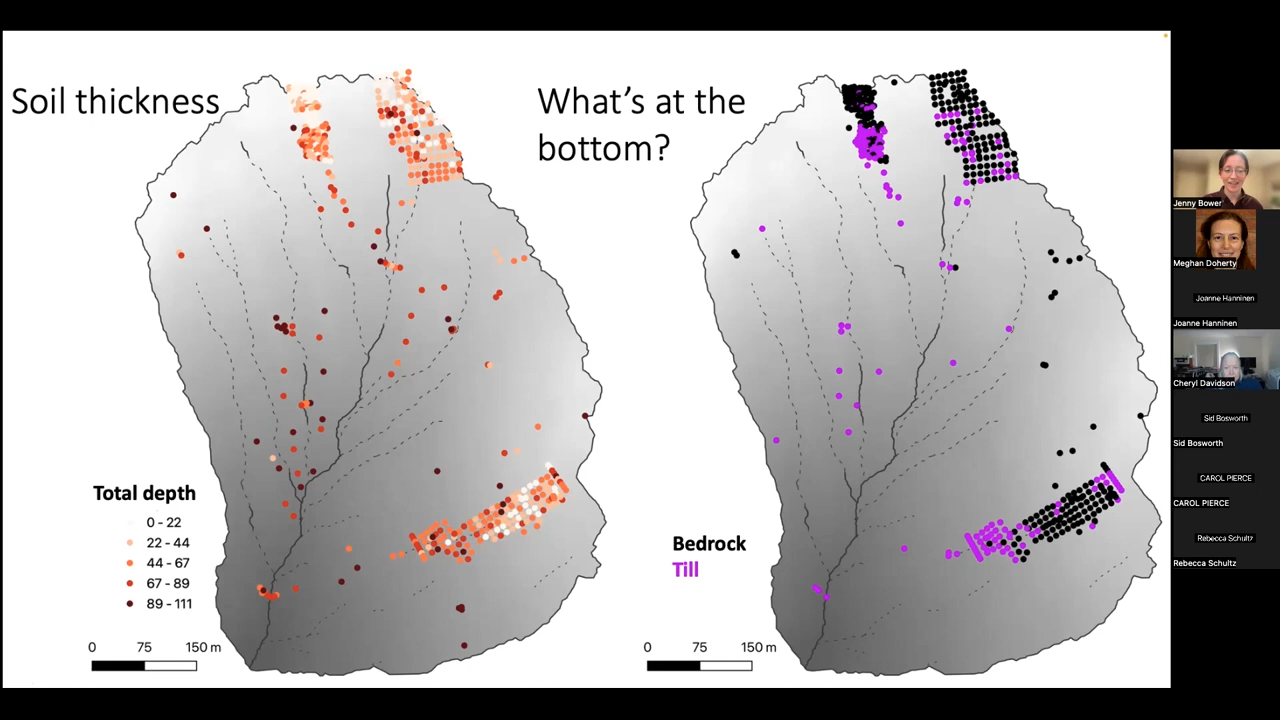 Soil thickness
What's at the
bottom?
Total depth
0 - 22
22 - 44
44 - 67
67 - 89
89 - 111
0 75 150 m
Bedrock
Till
0 75 150 m
Jenny Bower
Meghan Doherty
Joanne Hanninen
Joanne Hanninen
Cheryl Davidson
Sid Bosworth
Sid Bosworth
CAROL PIERCE
CAROL PIERCE
Rebecca Schultz
Rebecca Schultz